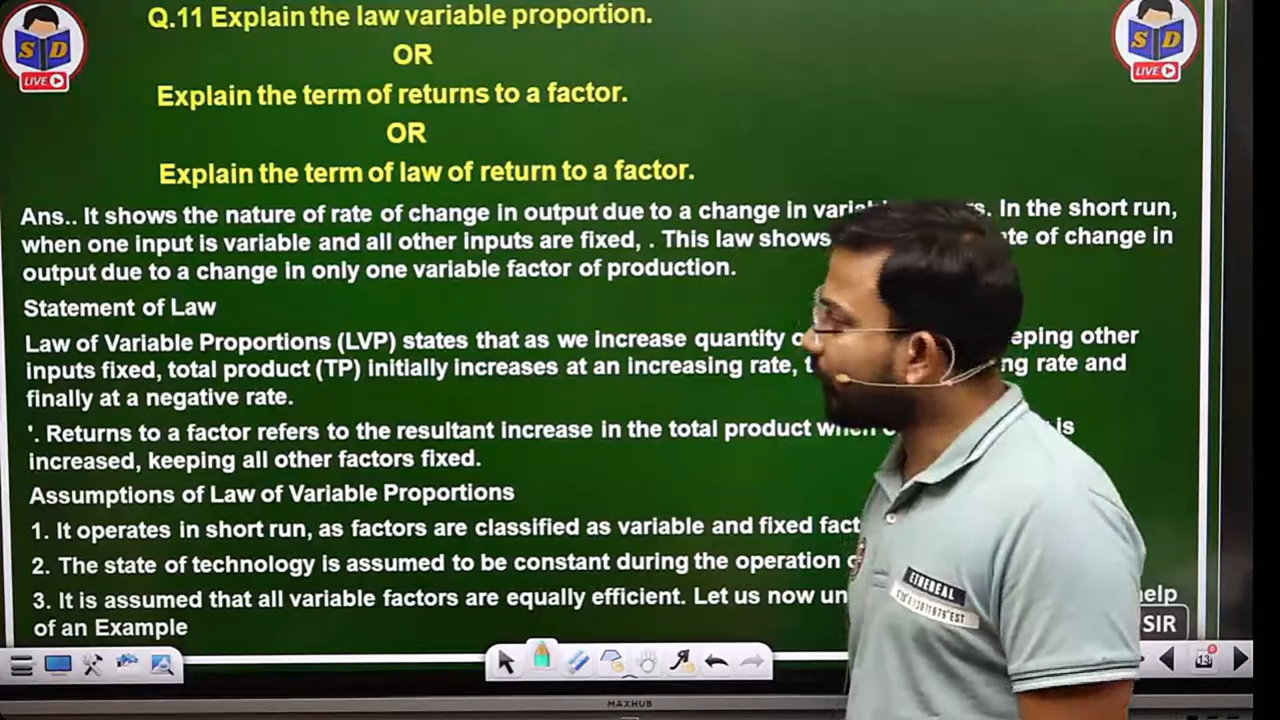 Q.11 Explain the law variable proportion.
OR
Explain the term of returns to a factor.
OR
Explain the term of law of return to a factor.
Ans.. It shows the nature of rate of change in output due to a change in In the short run,
when one input is variable and all other inputs are fixed, . This law shows of change in
output due to a change in only one variable factor of production.
Statement of Law
Law of Variable Proportions (LVP) states that as we increase quantity other
inputs fixed, total product (TP) initially increases at an increasing rate, rate and
finally at a negative rate.
'. Returns to a factor refers to the resultant increase in the total product is
increased, keeping all other factors fixed.
Assumptions of Law of Variable Proportions
1. It operates in short run, as factors are classified as variable and fixed
2. The state of technology is assumed to be constant during the operation
3. It is assumed that all variable factors are equally efficient. Let us now help
of an Example
S D
LIVE
S D
LIVE
SIR
ETHEREAL
13
MAXHUB